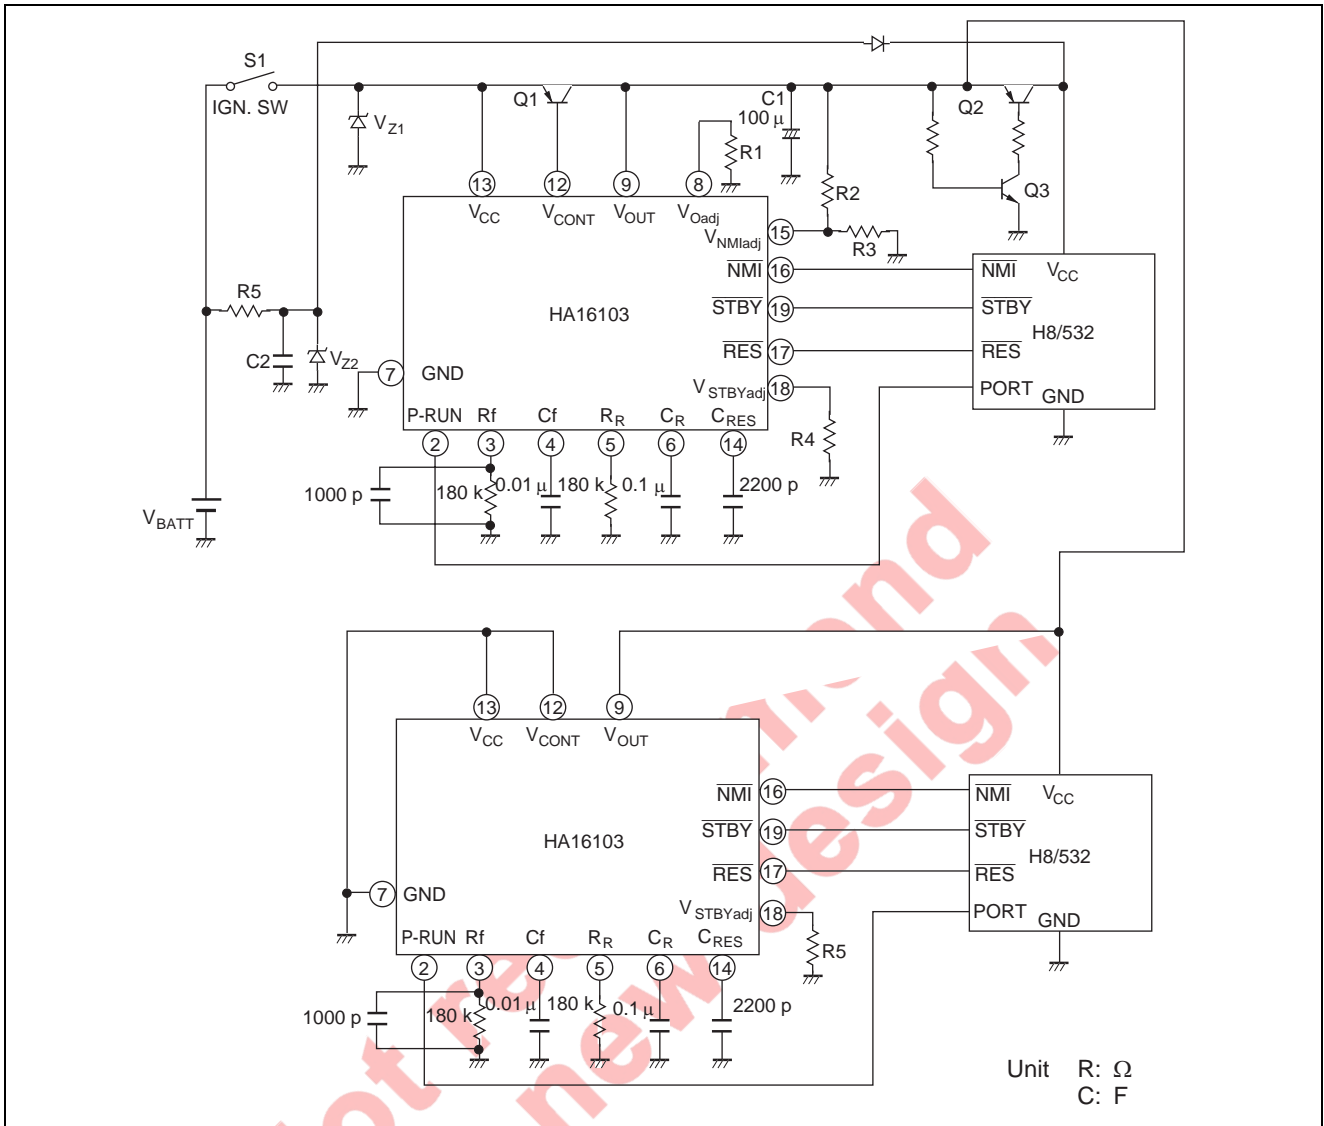 S1
IGN. SW
VZ1
Q1
C1
100 μ
R1
Q2
Q3
R2
R3
13
12
9
8
VCC
VCONT
VOUT
VOadj
VNMIadj
15
NMI
16
NMI
VCC
STBY
19
STBY
HA16103
H8/532
RES
17
RES
VSTBYadj
18
PORT
GND
R4
R5
C2
VZ2
7
GND
P-RUN
Rf
Cf
RR
CR
CRES
2
3
4
5
6
14
1000 p
180 k
0.01 μ
180 k
0.1 μ
2200 p
VBATT
13
12
9
VCC
VCONT
VOUT
NMI
16
NMI
VCC
STBY
19
STBY
HA16103
H8/532
RES
17
RES
VSTBYadj
18
PORT
GND
R5
7
GND
P-RUN
Rf
Cf
RR
CR
CRES
2
3
4
5
6
14
1000 p
180 k
0.01 μ
180 k
0.1 μ
2200 p
Unit R: Ω
C: F
new design